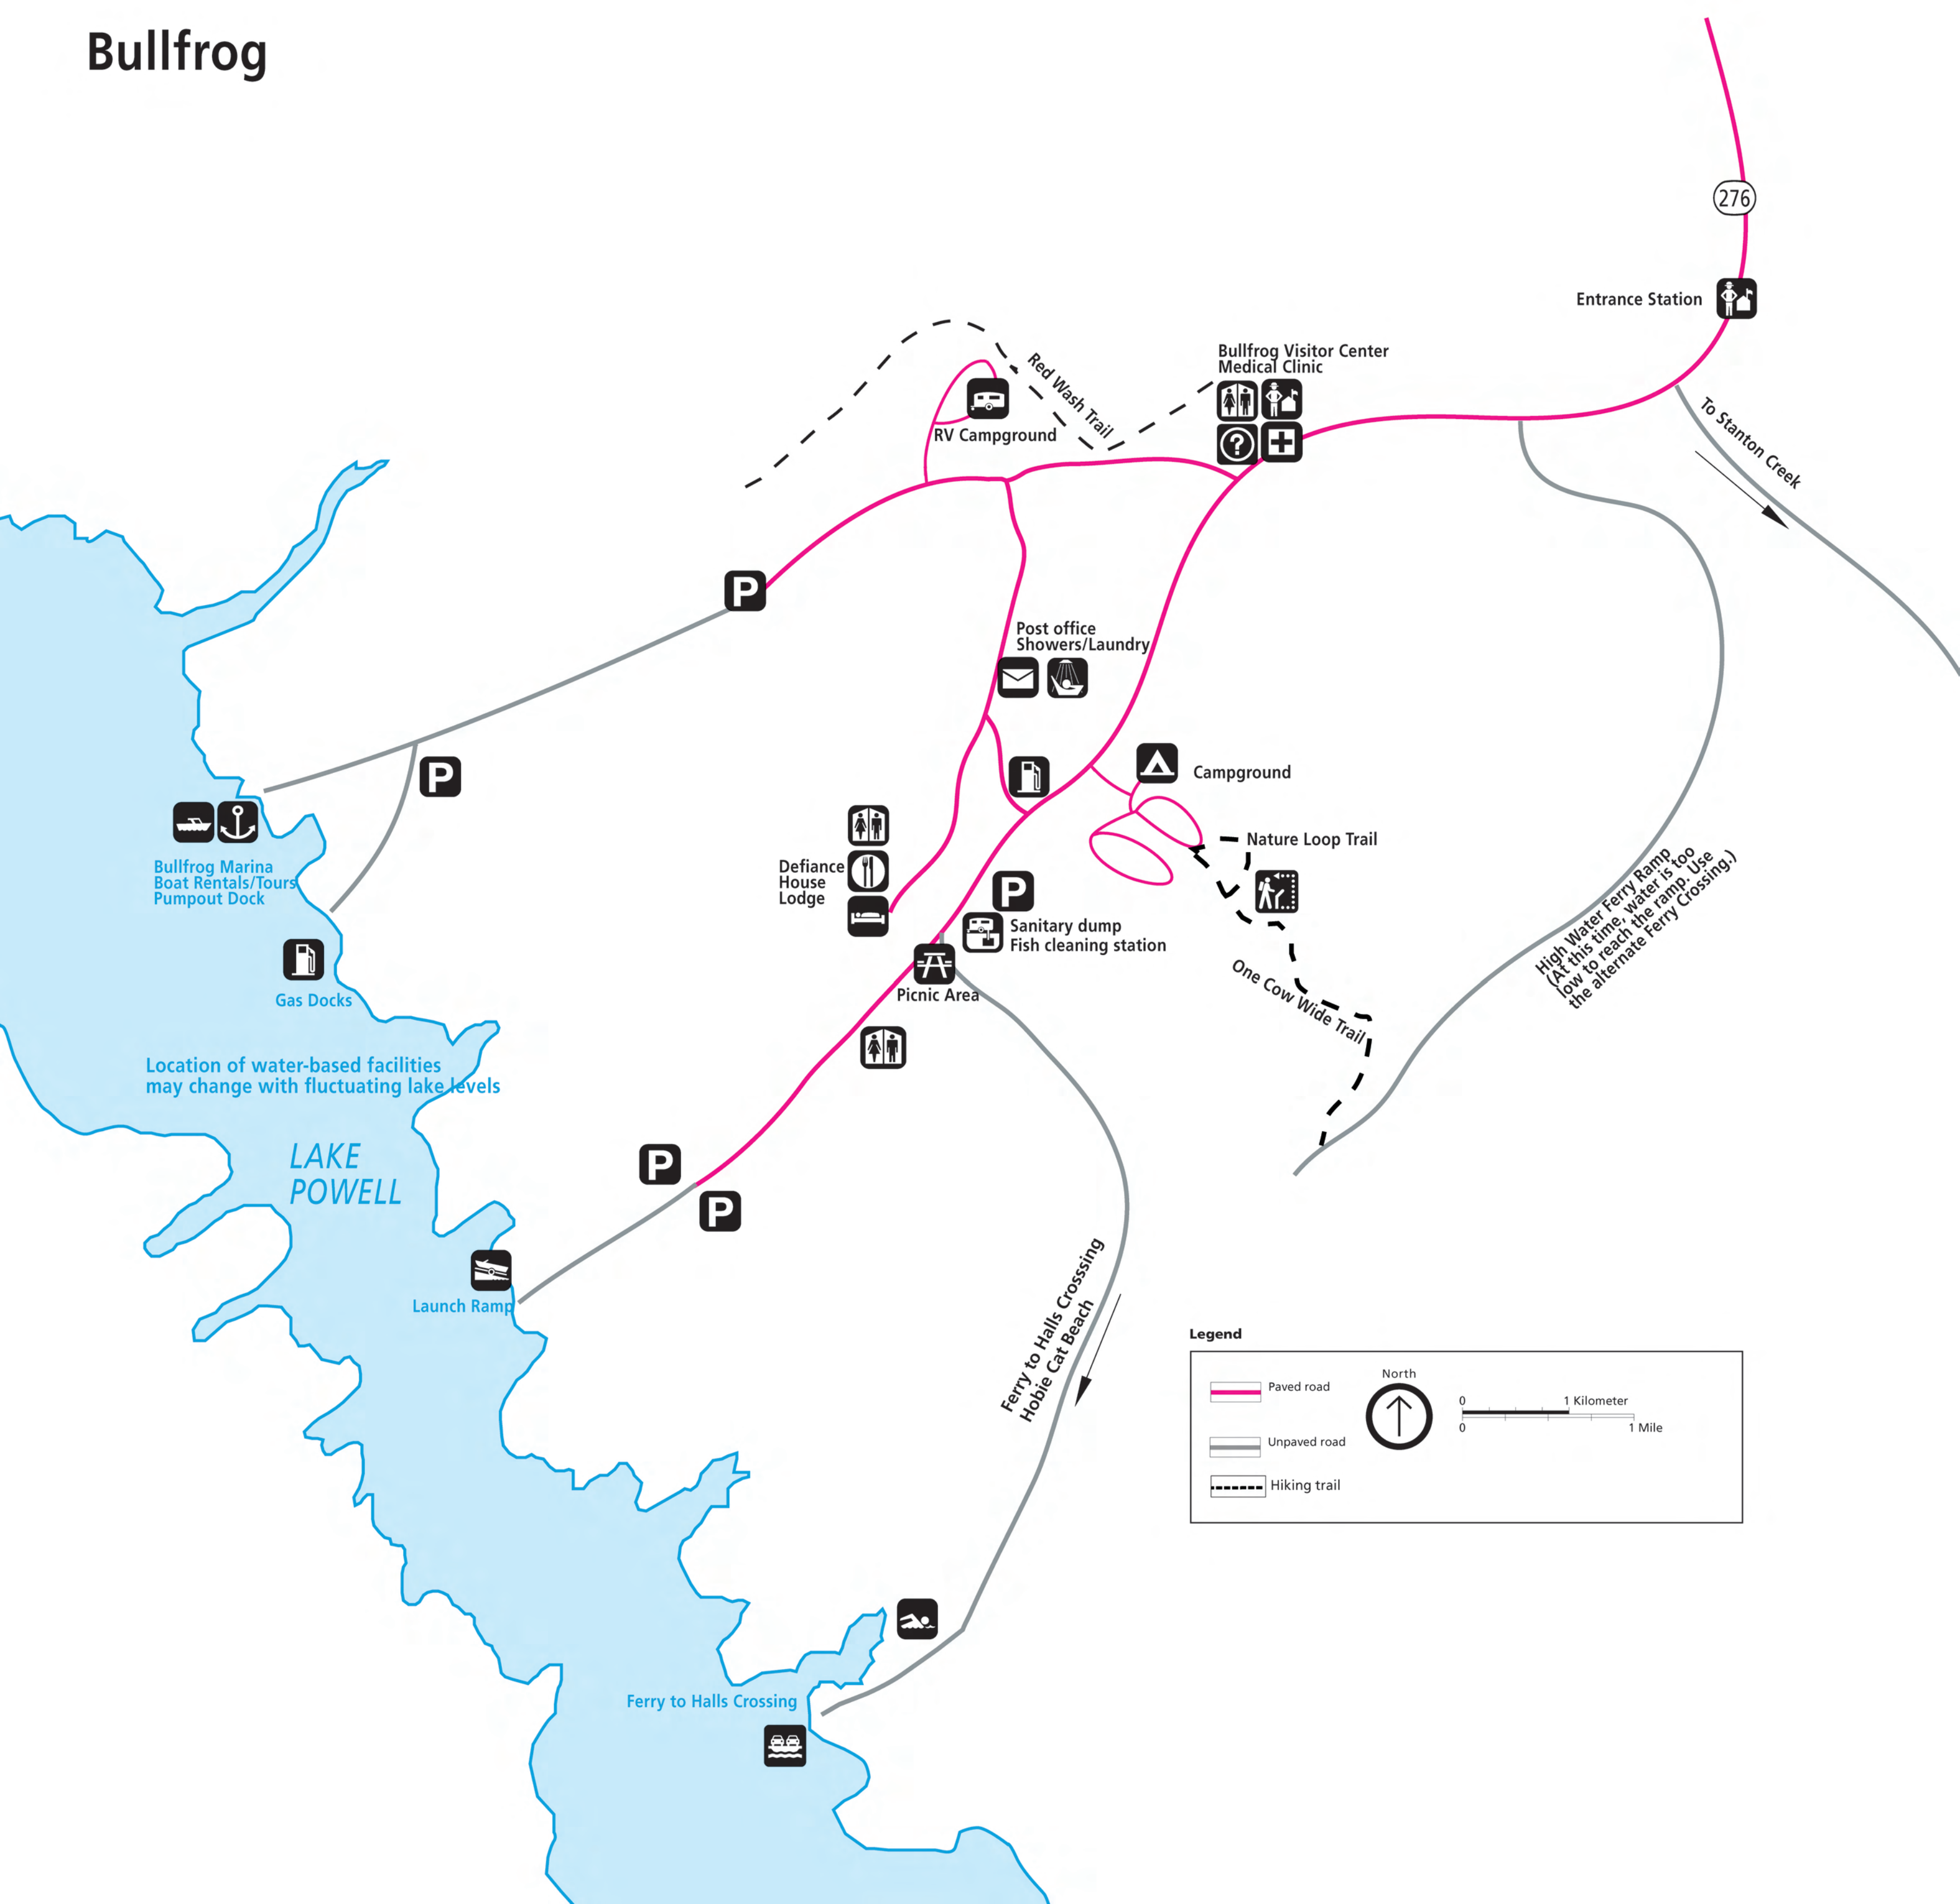 Bullfrog
276
Entrance Station
Bullfrog Visitor Center
Medical Clinic
Red Wash Trail
RV Campground
To Stanton Creek
P
Post office
Showers/Laundry
P
Campground
Nature Loop Trail
Defiance
House
Lodge
Bullfrog Marina
Boat Rentals/Tours
Pumpout Dock
P
Sanitary dump
Fish cleaning station
High Water Ferry Ramp
(At this time, water is too
low to reach the ramp. Use
the alternate Ferry Crossing.)
One Cow Wide Trail
Picnic Area
Gas Docks
Location of water-based facilities
may change with fluctuating lake levels
LAKE
POWELL
P
P
Launch Ramp
Ferry to Halls Crosssing
Hobie Cat Beach
Legend
Paved road
North
0
1 Kilometer
0
1 Mile
Unpaved road
Hiking trail
Ferry to Halls Crossing